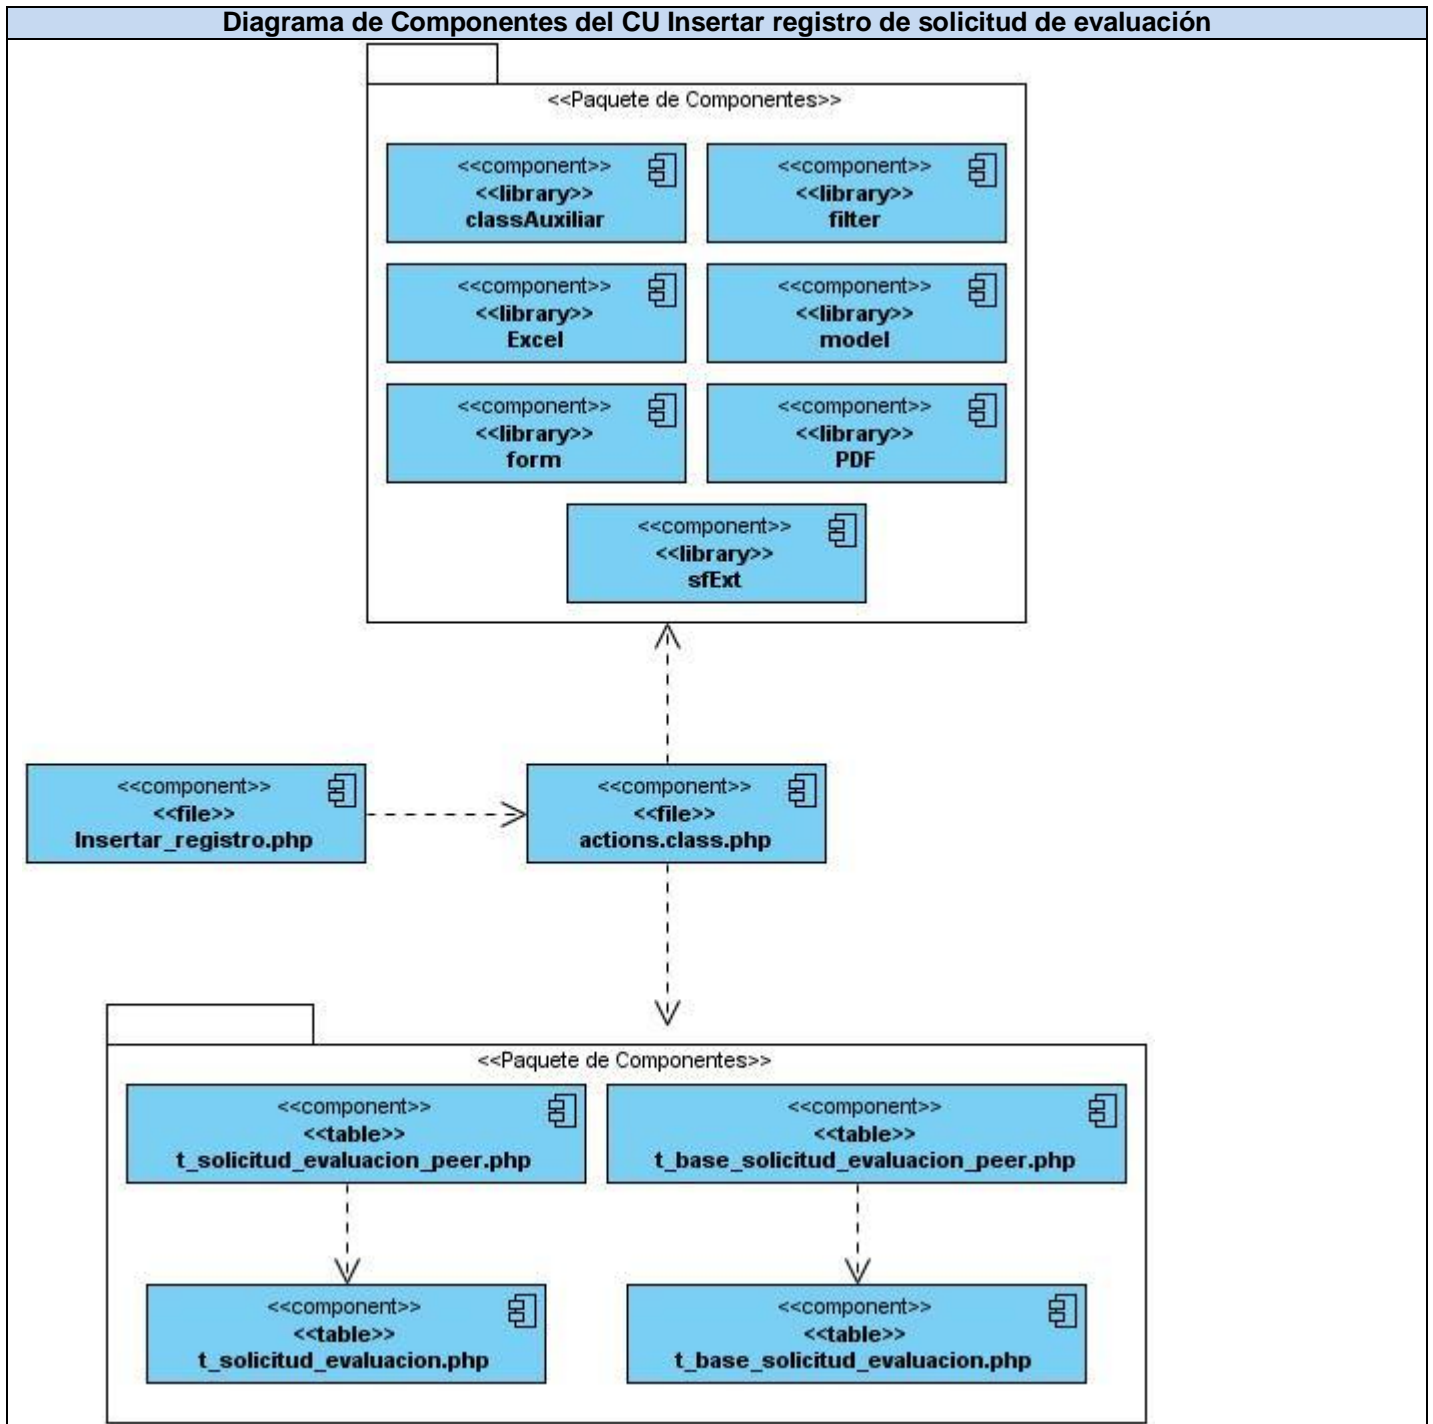 Diagrama de Componentes del CU Insertar registro de solicitud de evaluación
<<Paquete de Componentes>>
<<component>>
<<library>>
classAuxiliar
<<component>>
<<library>>
filter
<<component>>
<<library>>
Excel
<<component>>
<<library>>
model
<<component>>
<<library>>
form
<<component>>
<<library>>
PDF
<<component>>
<<library>>
sfExt
<<component>>
<<file>>
Insertar_registro.php
<<component>>
<<file>>
actions.class.php
<<Paquete de Componentes>>
<<component>>
<<table>>
t_solicitud_evaluacion_peer.php
<<component>>
<<table>>
t_base_solicitud_evaluacion_peer.php
<<component>>
<<table>>
t_solicitud_evaluacion.php
<<component>>
<<table>>
t_base_solicitud_evaluacion.php